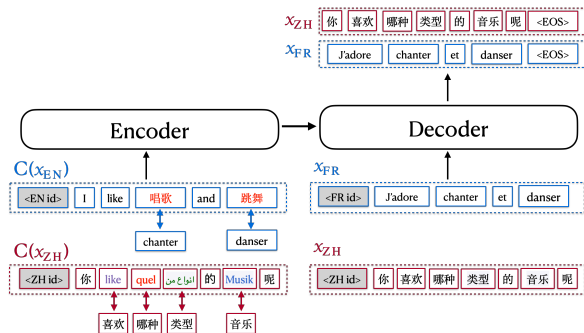 x_ZH 你 喜欢 哪种 类型 的 音乐 呢 <EOS>
x_FR J'adore chanter et danser <EOS>
Encoder
Decoder
C(x_EN)
<EN id> I like 唱歌 and 跳舞
chanter danser
x_FR
<FR id> J'adore chanter et danser
C(x_ZH)
<ZH id> 你 like quel انواع من 的 Musik 呢
喜欢 哪种 类型 音乐
x_ZH
<ZH id> 你 喜欢 哪种 类型 的 音乐 呢